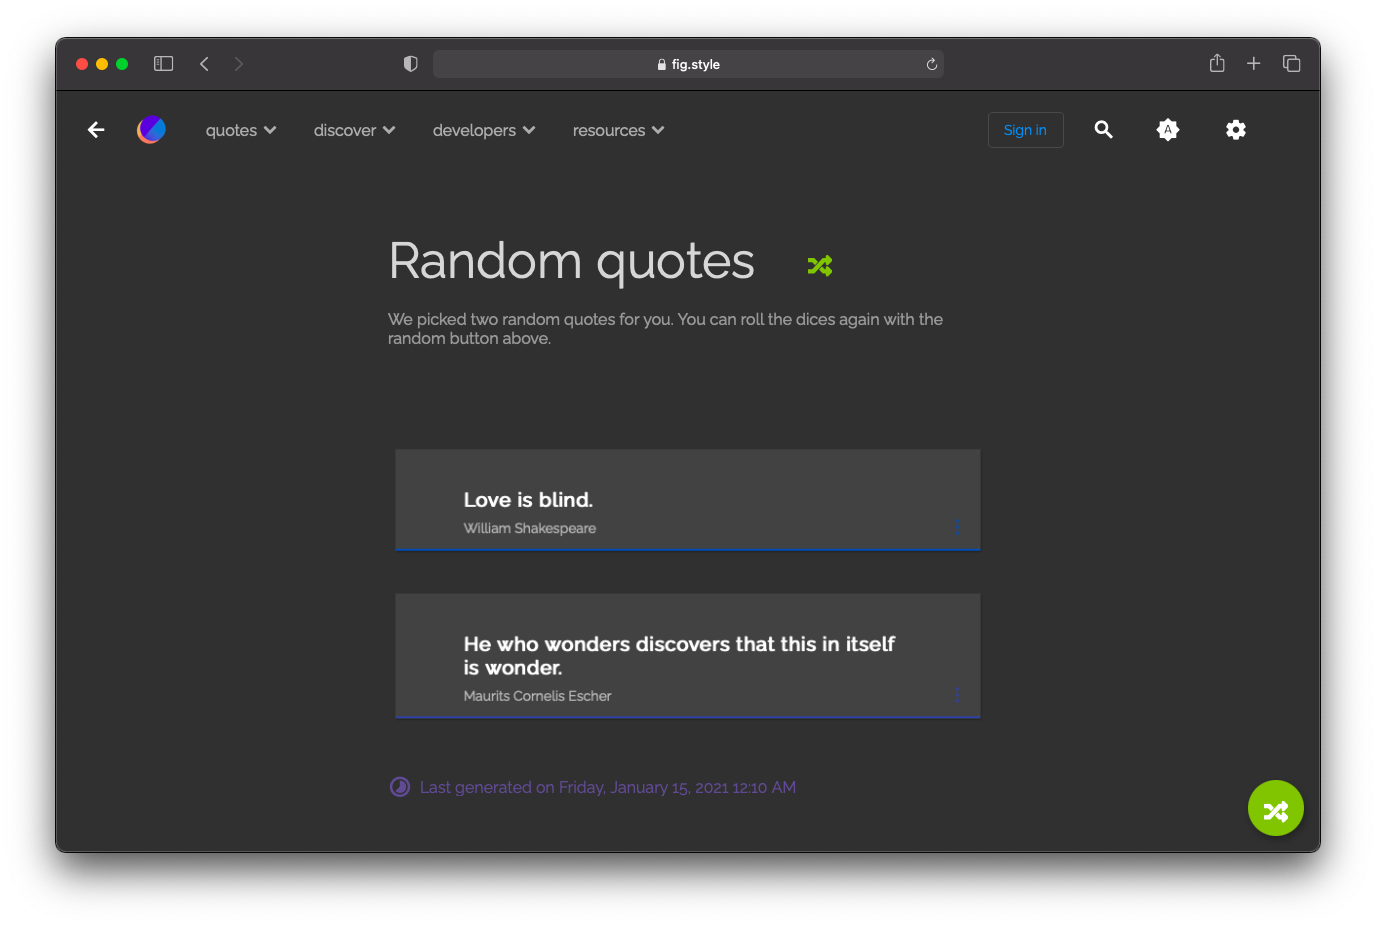 fig.style
quotes discover developers resources Sign in A
Random quotes
We picked two random quotes for you. You can roll the dices again with the
random button above.
Love is blind.
William Shakespeare
He who wonders discovers that this in itself
is wonder.
Maurits Cornelis Escher
Last generated on Friday, January 15, 2021 12:10 AM